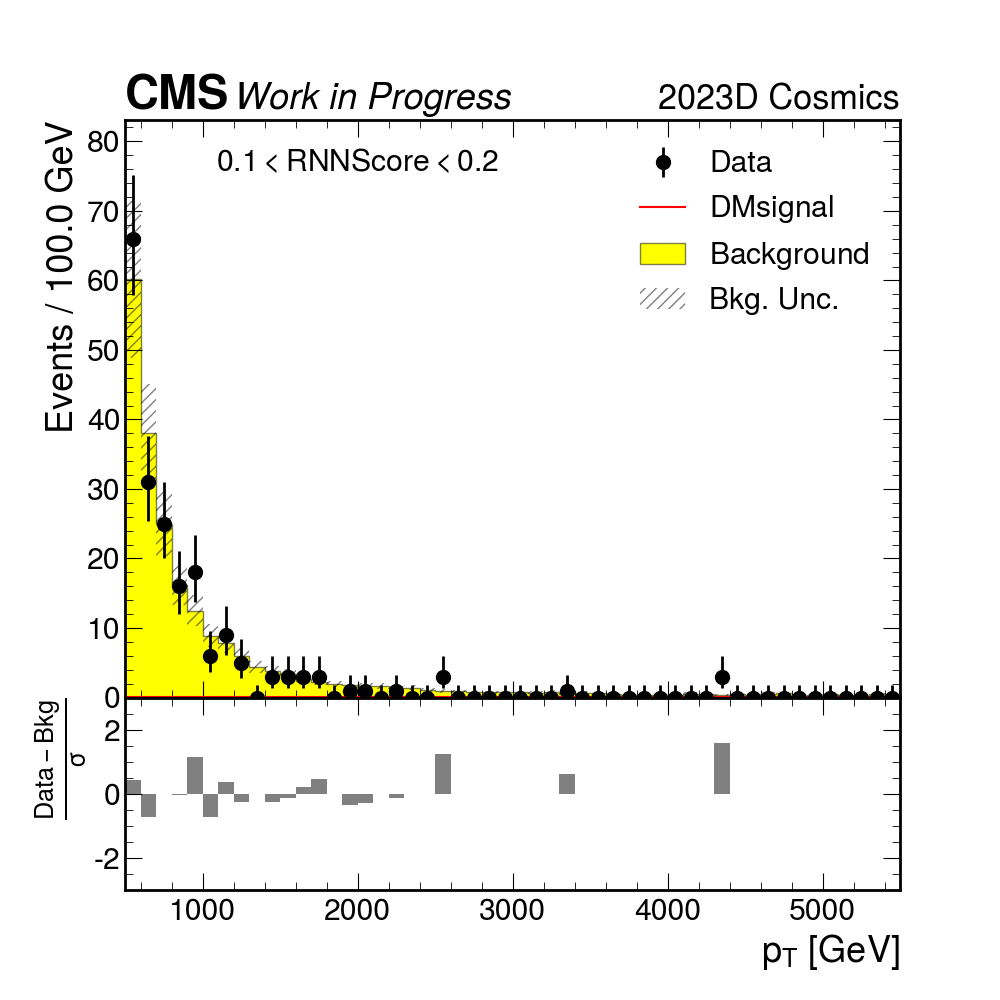 CMS Work in Progress 2023D Cosmics
Events / 100.0 GeV
80
70
60
50
40
30
20
10
0
0.1 < RNNScore < 0.2
Data
DMsignal
Background
Bkg. Unc.
Data − Bkg
σ
2
0
-2
1000 2000 3000 4000 5000
pT [GeV]